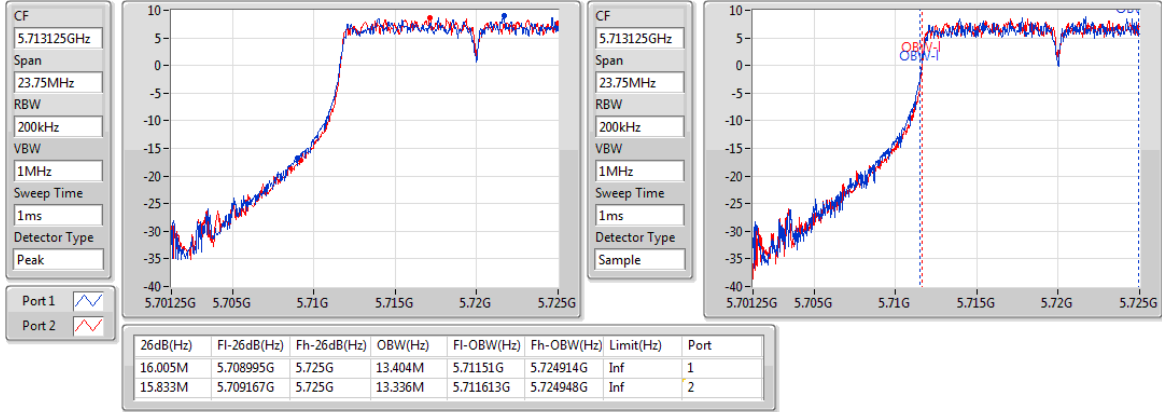 CF
5.713125GHz
Span
23.75MHz
RBW
200kHz
VBW
1MHz
Sweep Time
1ms
Detector Type
Peak
Port 1
Port 2
10
5
0
-5
-10
-15
-20
-25
-30
-35
-40
5.70125G 5.705G 5.71G 5.715G 5.72G 5.725G
CF
5.713125GHz
Span
23.75MHz
RBW
200kHz
VBW
1MHz
Sweep Time
1ms
Detector Type
Sample
10
5
0
-5
-10
-15
-20
-25
-30
-35
-40
OBW-l
OBW-l
5.70125G 5.705G 5.71G 5.715G 5.72G 5.725G
26dB(Hz) Fl-26dB(Hz) Fh-26dB(Hz) OBW(Hz) Fl-OBW(Hz) Fh-OBW(Hz) Limit(Hz) Port
16.005M 5.708995G 5.725G 13.404M 5.71151G 5.724914G Inf 1
15.833M 5.709167G 5.725G 13.336M 5.711613G 5.724948G Inf 2